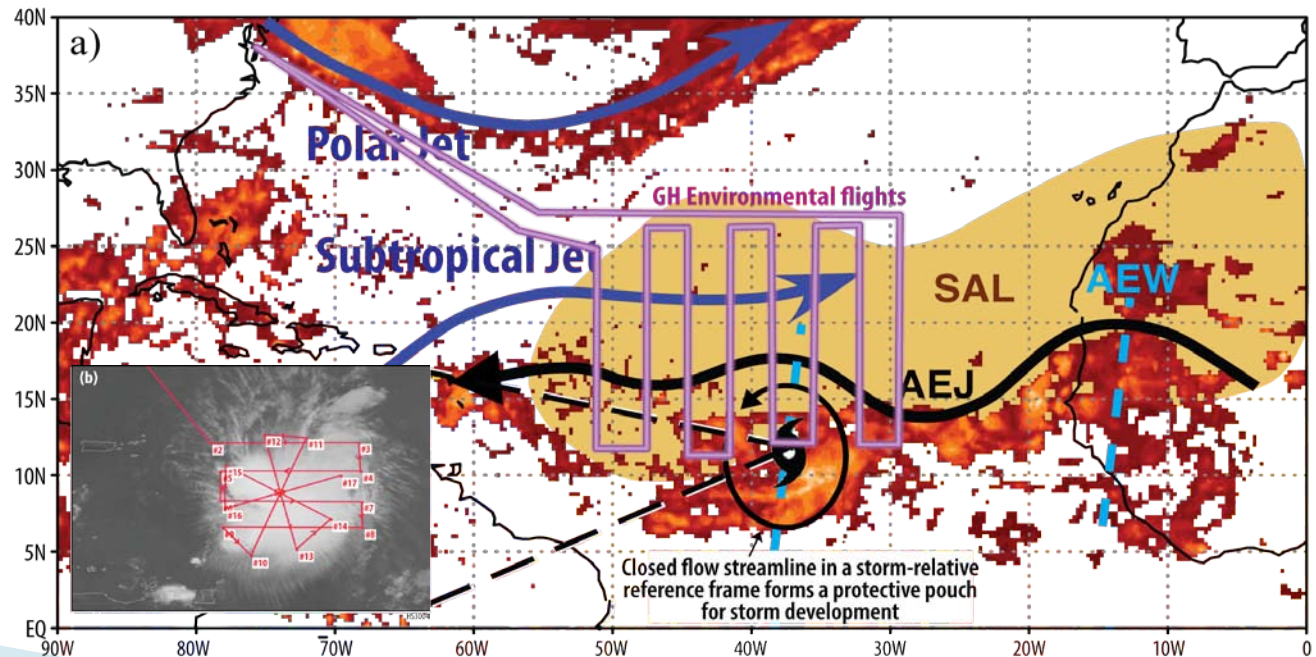 a)
40N
35N
30N
25N
20N
15N
10N
5N
EQ
Polar Jet
GH Environmental flights
Subtropical Jet
SAL
AEW
AEJ
(b)
#12
#11
#2
#3
#15
#5
#4
#17
#16
#7
#14
#9
#8
#13
#10
Closed flow streamline in a storm-relative
reference frame forms a protective pouch
for storm development
90W 80W 70W 60W 50W 40W 30W 20W 10W 0